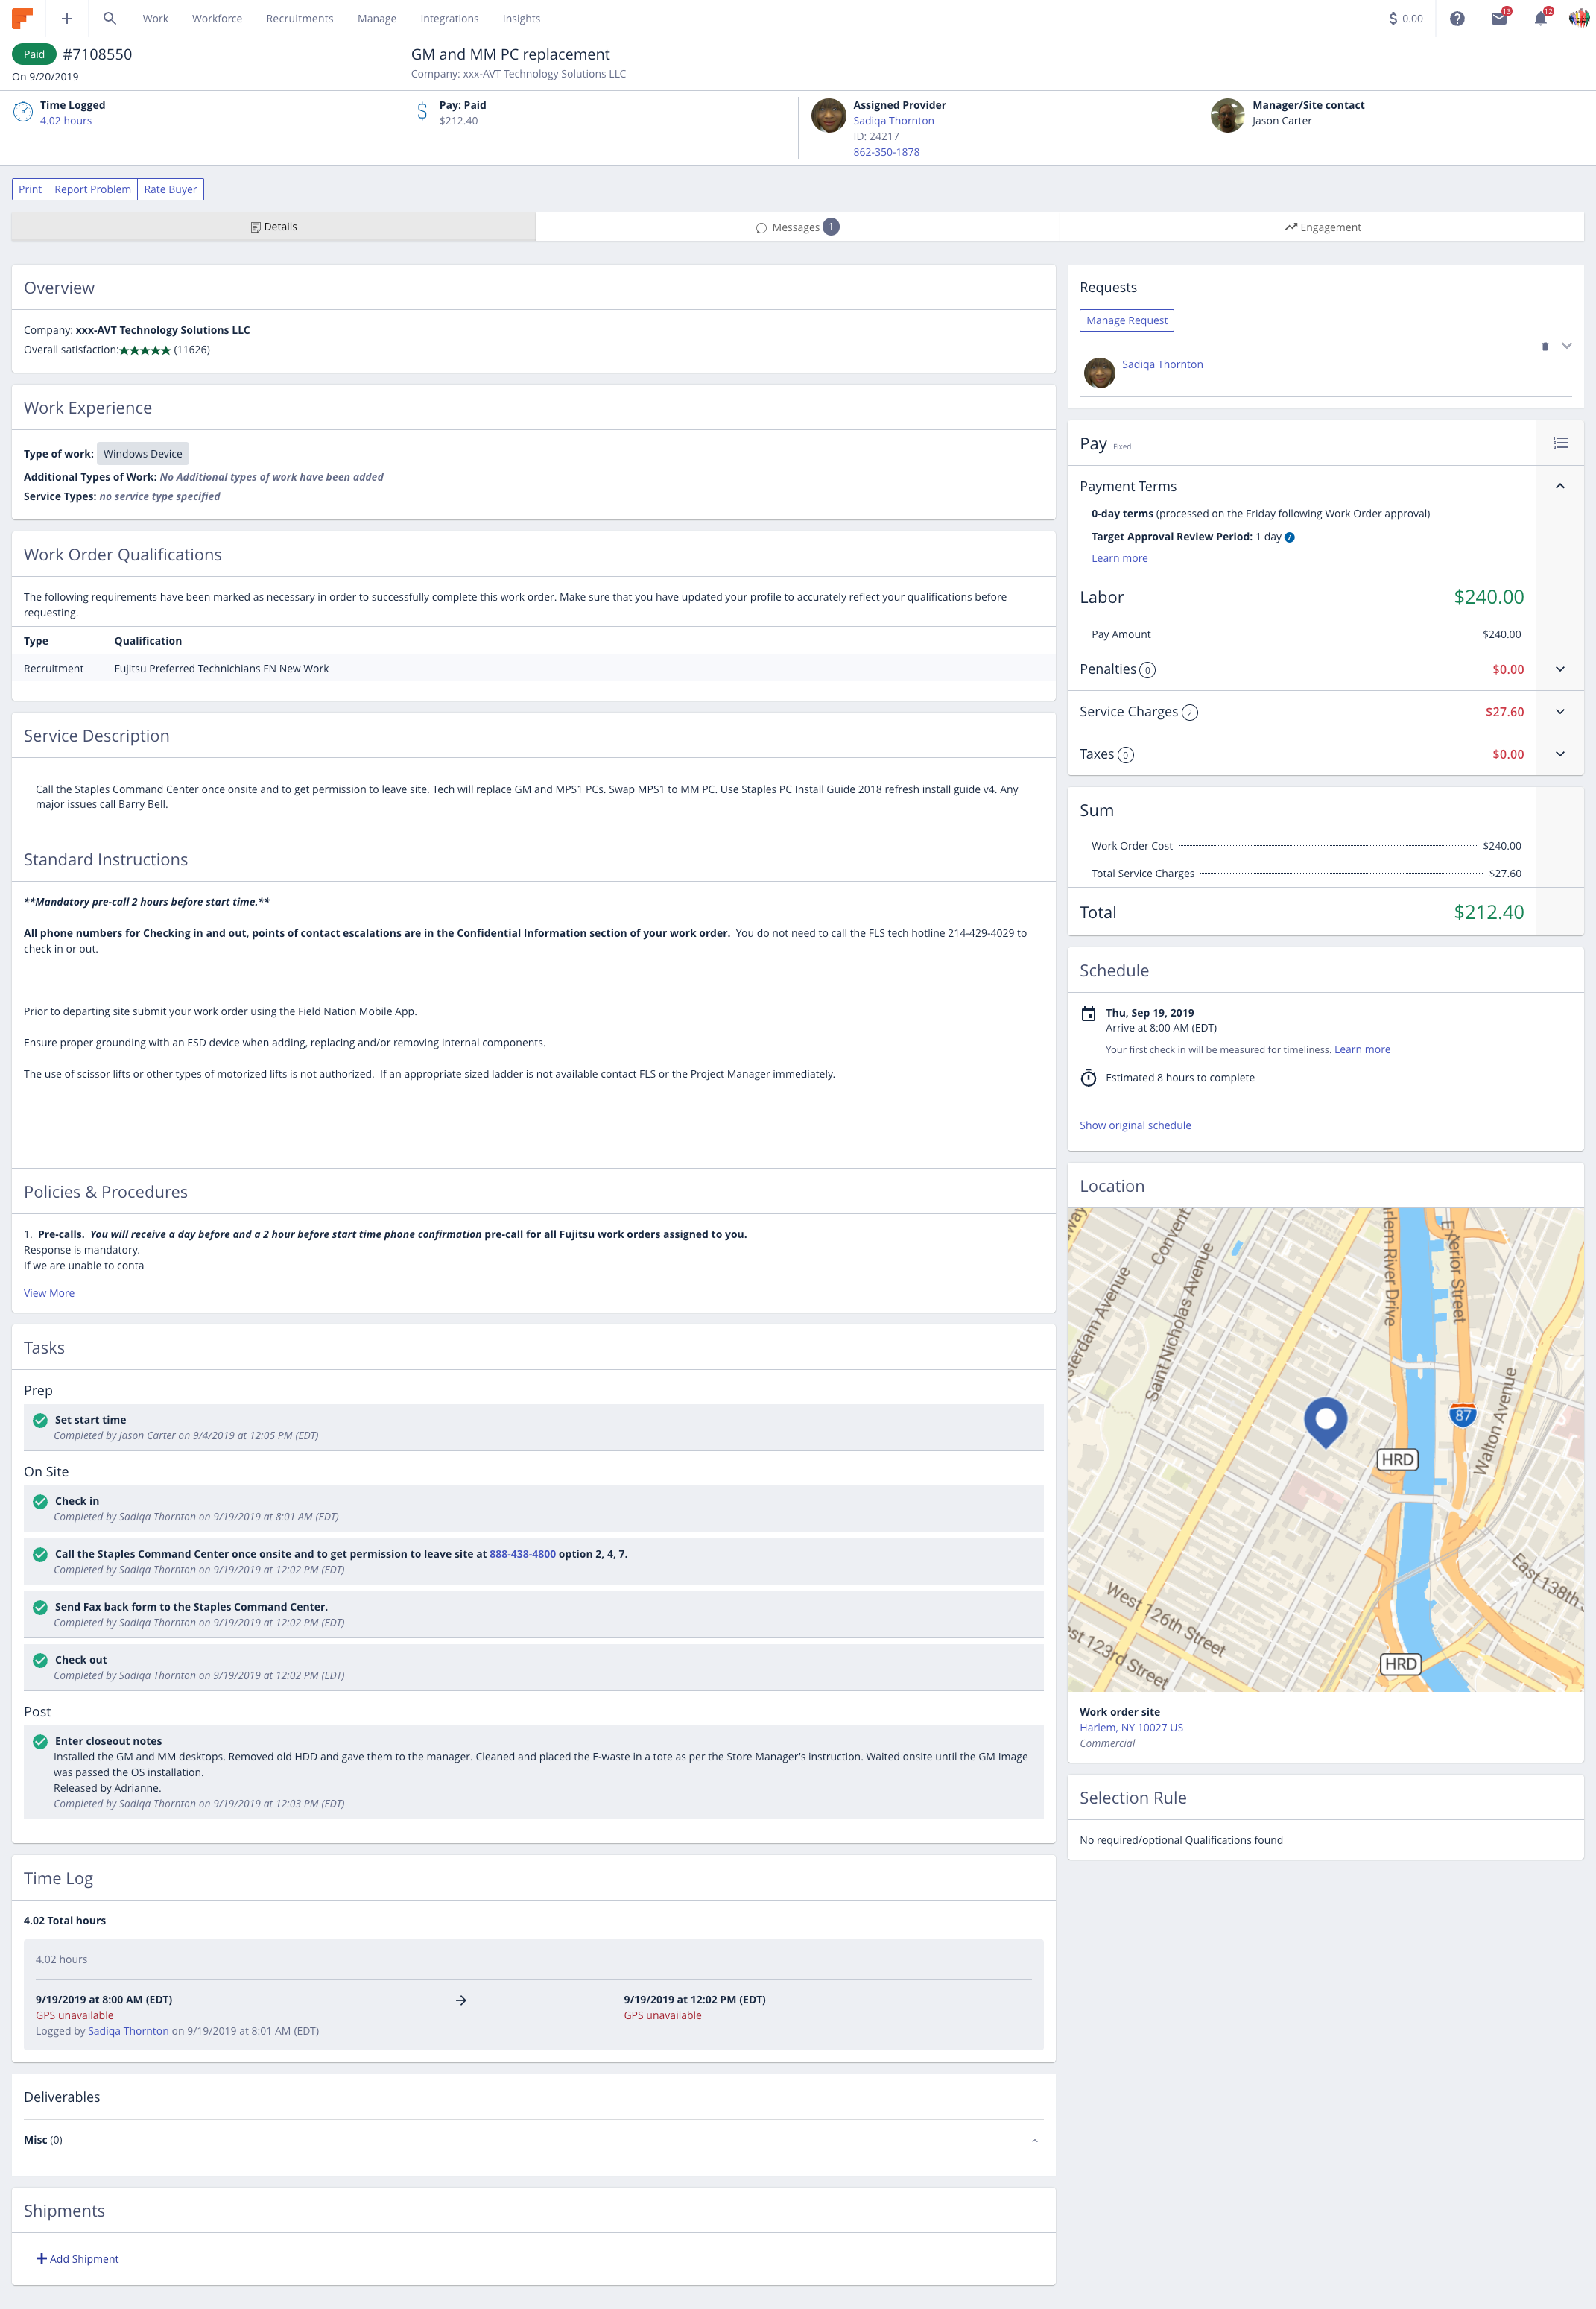 Work Workforce Recruitments Manage Integrations Insights
$ 0.00 13 12
Paid #7108550
On 9/20/2019
GM and MM PC replacement
Company: xxx-AVT Technology Solutions LLC
Time Logged
4.02 hours
Pay: Paid
$212.40
Assigned Provider
Sadiqa Thornton
ID: 24217
862-350-1878
Manager/Site contact
Jason Carter
Print Report Problem Rate Buyer
Details Messages 1 Engagement
Overview
Company: xxx-AVT Technology Solutions LLC
Overall satisfaction:★★★★★ (11626)
Work Experience
Type of work: Windows Device
Additional Types of Work: No Additional types of work have been added
Service Types: no service type specified
Work Order Qualifications
The following requirements have been marked as necessary in order to successfully complete this work order. Make sure that you have updated your profile to accurately reflect your qualifications before
requesting.
Type Qualification
Recruitment Fujitsu Preferred Technichians FN New Work
Service Description
Call the Staples Command Center once onsite and to get permission to leave site. Tech will replace GM and MPS1 PCs. Swap MPS1 to MM PC. Use Staples PC Install Guide 2018 refresh install guide v4. Any
major issues call Barry Bell.
Standard Instructions
**Mandatory pre-call 2 hours before start time.**
All phone numbers for Checking in and out, points of contact escalations are in the Confidential Information section of your work order. You do not need to call the FLS tech hotline 214-429-4029 to
check in or out.
Prior to departing site submit your work order using the Field Nation Mobile App.
Ensure proper grounding with an ESD device when adding, replacing and/or removing internal components.
The use of scissor lifts or other types of motorized lifts is not authorized. If an appropriate sized ladder is not available contact FLS or the Project Manager immediately.
Policies & Procedures
1. Pre-calls. You will receive a day before and a 2 hour before start time phone confirmation pre-call for all Fujitsu work orders assigned to you.
Response is mandatory.
If we are unable to conta
View More
Tasks
Prep
Set start time
Completed by Jason Carter on 9/4/2019 at 12:05 PM (EDT)
On Site
Check in
Completed by Sadiqa Thornton on 9/19/2019 at 8:01 AM (EDT)
Call the Staples Command Center once onsite and to get permission to leave site at 888-438-4800 option 2, 4, 7.
Completed by Sadiqa Thornton on 9/19/2019 at 12:02 PM (EDT)
Send Fax back form to the Staples Command Center.
Completed by Sadiqa Thornton on 9/19/2019 at 12:02 PM (EDT)
Check out
Completed by Sadiqa Thornton on 9/19/2019 at 12:02 PM (EDT)
Post
Enter closeout notes
Installed the GM and MM desktops. Removed old HDD and gave them to the manager. Cleaned and placed the E-waste in a tote as per the Store Manager's instruction. Waited onsite until the GM Image
was passed the OS installation.
Released by Adrianne.
Completed by Sadiqa Thornton on 9/19/2019 at 12:03 PM (EDT)
Time Log
4.02 Total hours
4.02 hours
9/19/2019 at 8:00 AM (EDT) → 9/19/2019 at 12:02 PM (EDT)
GPS unavailable GPS unavailable
Logged by Sadiqa Thornton on 9/19/2019 at 8:01 AM (EDT)
Deliverables
Misc (0)
Shipments
+ Add Shipment
Requests
Manage Request
Sadiqa Thornton
Pay Fixed
Payment Terms
0-day terms (processed on the Friday following Work Order approval)
Target Approval Review Period: 1 day
Learn more
Labor $240.00
Pay Amount $240.00
Penalties 0 $0.00
Service Charges 2 $27.60
Taxes 0 $0.00
Sum
Work Order Cost $240.00
Total Service Charges $27.60
Total $212.40
Schedule
Thu, Sep 19, 2019
Arrive at 8:00 AM (EDT)
Your first check in will be measured for timeliness. Learn more
Estimated 8 hours to complete
Show original schedule
Location
way
Convent
rlem River Drive
Exterior Street
sterdam Avenue
Saint Nicholas Avenue
87
Walton Avenue
HRD
East 138th
West 126th Street
est 123rd Street
HRD
Work order site
Harlem, NY 10027 US
Commercial
Selection Rule
No required/optional Qualifications found